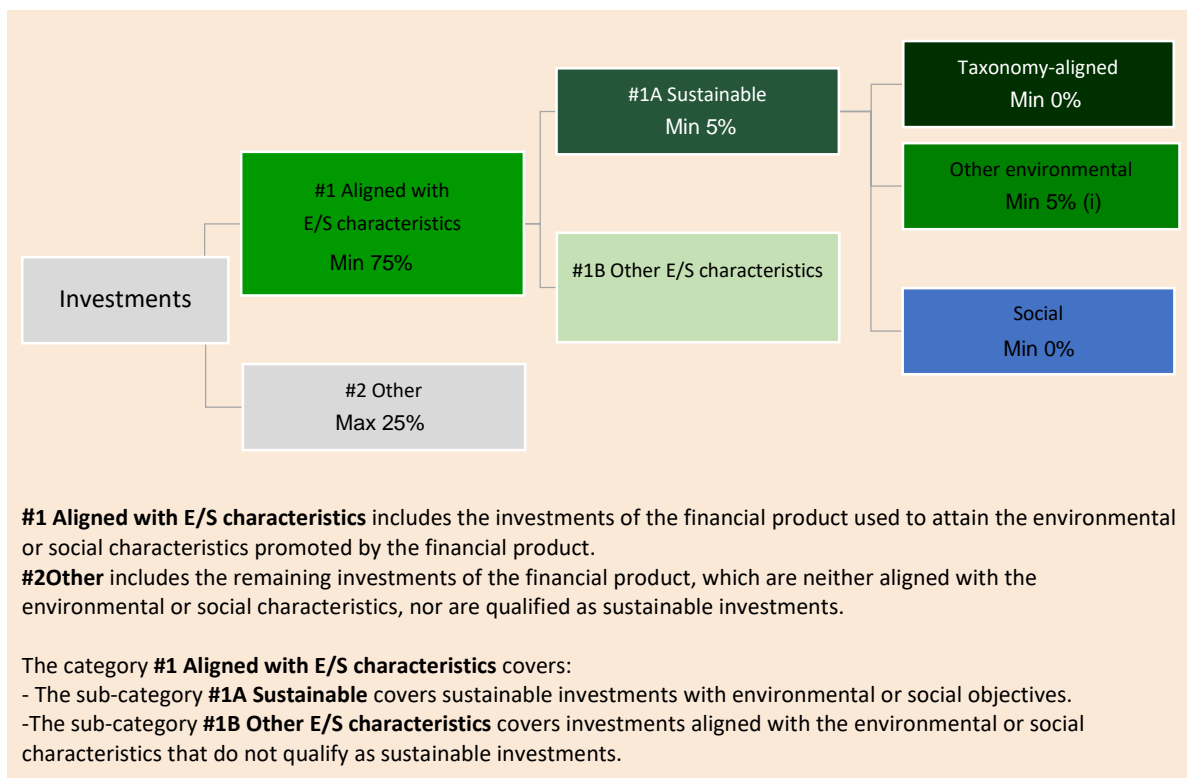 Taxonomy-aligned
Min 0%
#1A Sustainable
Min 5%
Other environmental
Min 5% (i)
#1 Aligned with
E/S characteristics
Min 75%
#1B Other E/S characteristics
Investments
Social
Min 0%
#2 Other
Max 25%
#1 Aligned with E/S characteristics includes the investments of the financial product used to attain the environmental
or social characteristics promoted by the financial product.
#2Other includes the remaining investments of the financial product, which are neither aligned with the
environmental or social characteristics, nor are qualified as sustainable investments.
The category #1 Aligned with E/S characteristics covers:
- The sub-category #1A Sustainable covers sustainable investments with environmental or social objectives.
-The sub-category #1B Other E/S characteristics covers investments aligned with the environmental or social
characteristics that do not qualify as sustainable investments.